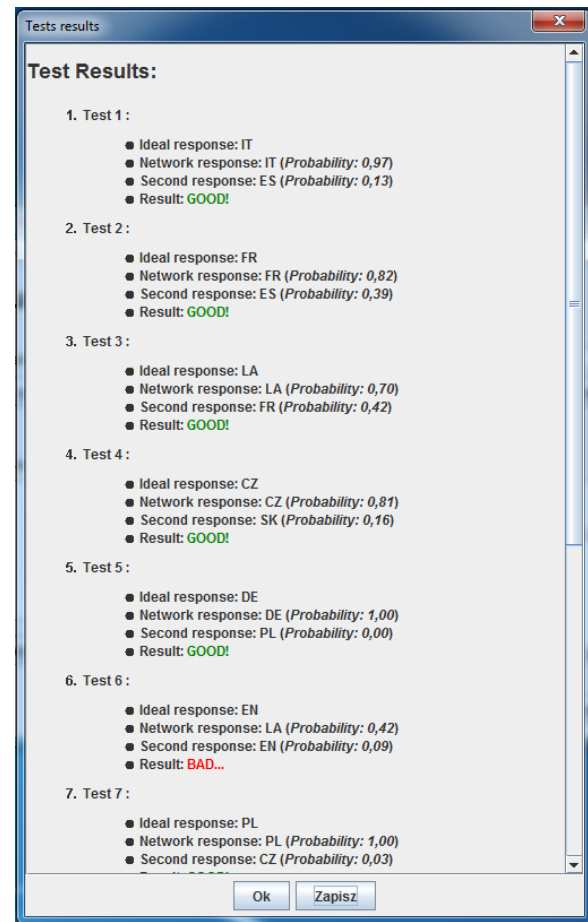 Tests results
Test Results:
1. Test 1 :
Ideal response: IT
Network response: IT (Probability: 0,97)
Second response: ES (Probability: 0,13)
Result: GOOD!
2. Test 2 :
Ideal response: FR
Network response: FR (Probability: 0,82)
Second response: ES (Probability: 0,39)
Result: GOOD!
3. Test 3 :
Ideal response: LA
Network response: LA (Probability: 0,70)
Second response: FR (Probability: 0,42)
Result: GOOD!
4. Test 4 :
Ideal response: CZ
Network response: CZ (Probability: 0,81)
Second response: SK (Probability: 0,16)
Result: GOOD!
5. Test 5 :
Ideal response: DE
Network response: DE (Probability: 1,00)
Second response: PL (Probability: 0,00)
Result: GOOD!
6. Test 6 :
Ideal response: EN
Network response: LA (Probability: 0,42)
Second response: EN (Probability: 0,09)
Result: BAD...
7. Test 7 :
Ideal response: PL
Network response: PL (Probability: 1,00)
Second response: CZ (Probability: 0,03)
Ok
Zapisz